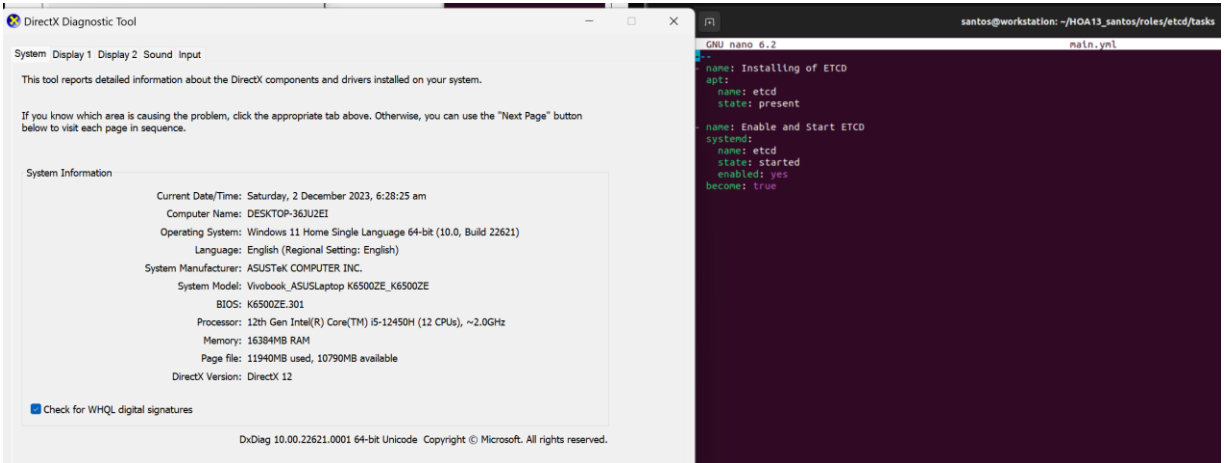 DirectX Diagnostic Tool
System Display 1 Display 2 Sound Input
This tool reports detailed information about the DirectX components and drivers installed on your system.
If you know which area is causing the problem, click the appropriate tab above. Otherwise, you can use the "Next Page" button
below to visit each page in sequence.
System Information
Current Date/Time: Saturday, 2 December 2023, 6:28:25 am
Computer Name: DESKTOP-36JU2EI
Operating System: Windows 11 Home Single Language 64-bit (10.0, Build 22621)
Language: English (Regional Setting: English)
System Manufacturer: ASUSTeK COMPUTER INC.
System Model: Vivobook_ASUSLaptop K6500ZE_K6500ZE
BIOS: K6500ZE.301
Processor: 12th Gen Intel(R) Core(TM) i5-12450H (12 CPUs), ~2.0GHz
Memory: 16384MB RAM
Page file: 11940MB used, 10790MB available
DirectX Version: DirectX 12
Check for WHQL digital signatures
DxDiag 10.00.22621.0001 64-bit Unicode Copyright © Microsoft. All rights reserved.
santos@workstation: ~/HOA13_santos/roles/etcd/tasks
GNU nano 6.2 main.yml
---
- name: Installing of ETCD
apt:
name: etcd
state: present
- name: Enable and Start ETCD
systemd:
name: etcd
state: started
enabled: yes
become: true